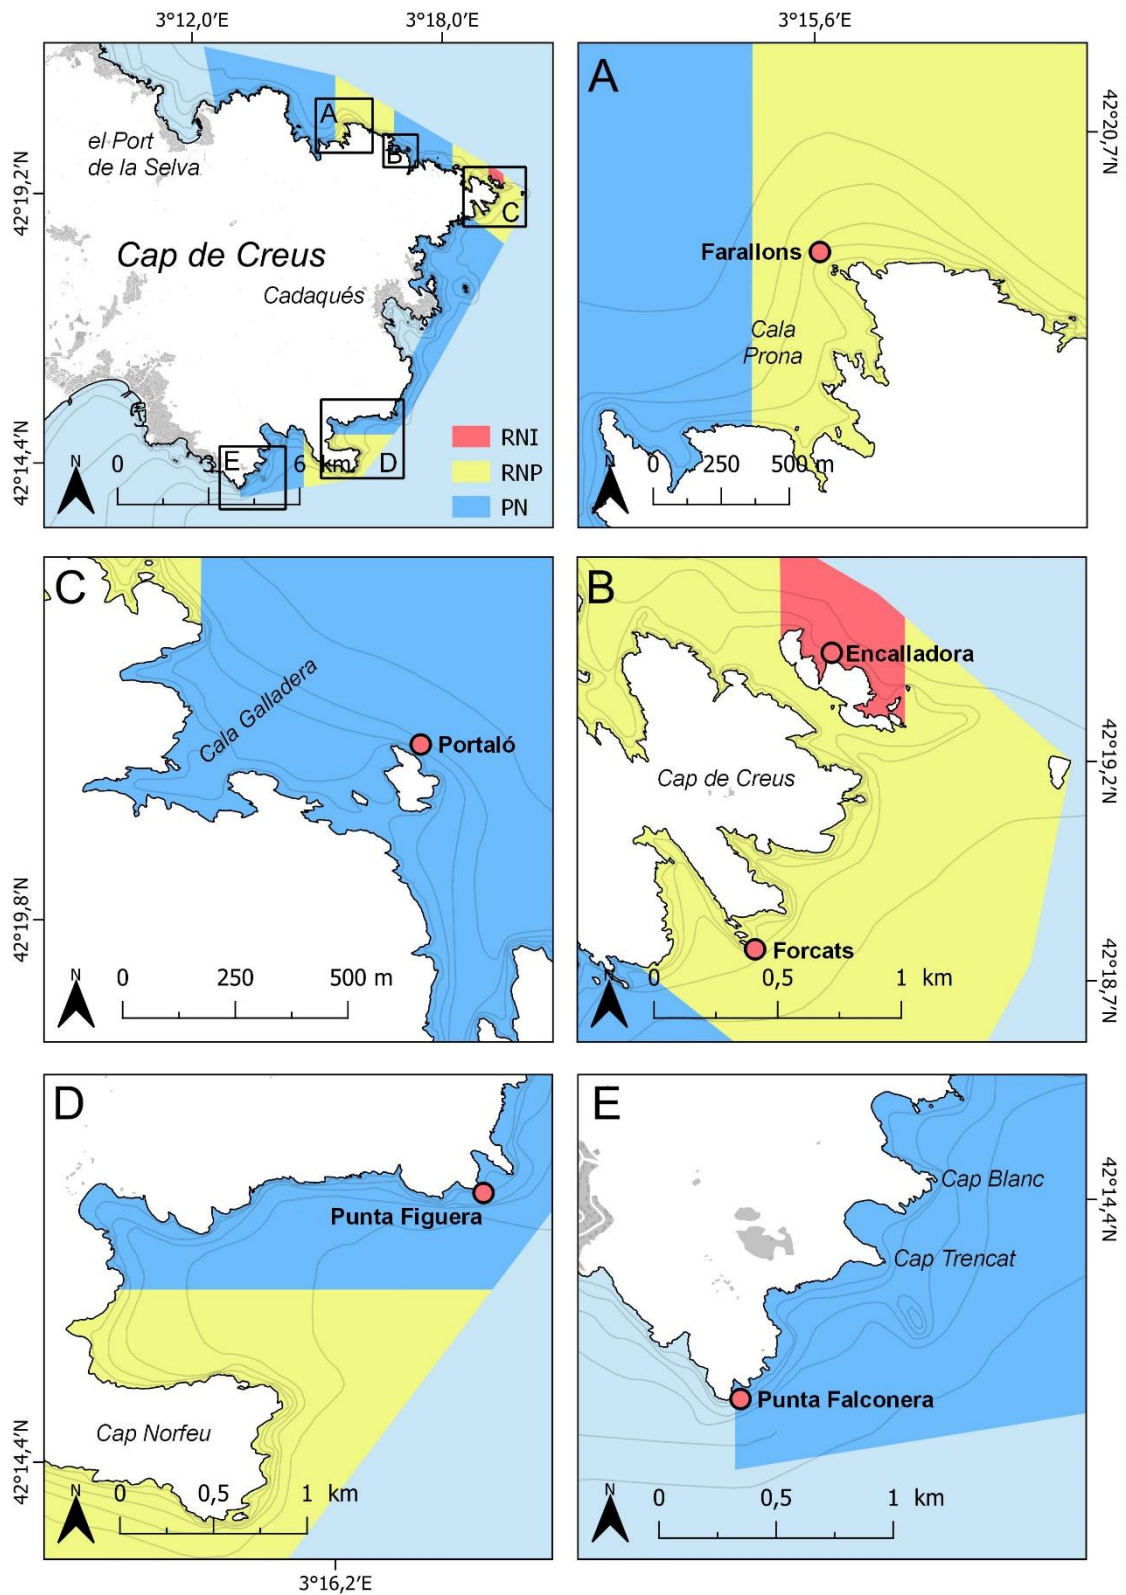 3°12,0′E
3°18,0′E
42°19,2′N
42°14,4′N
el Port
de la Selva
Cap de Creus
Cadaqués
A
B
C
D
E
N
0
3
6 km
RNI
RNP
PN
3°15,6′E
42°20,7′N
A
Farallons
Cala
Prona
N
0
250
500 m
C
Cala Galladera
Portaló
42°19,8′N
N
0
250
500 m
B
Encalladora
Cap de Creus
Forcats
42°19,2′N
42°18,7′N
N
0
0,5
1 km
D
Punta Figuera
Cap Norfeu
42°14,4′N
3°16,2′E
N
0
0,5
1 km
E
Cap Blanc
Cap Trencat
Punta Falconera
42°14,4′N
N
0
0,5
1 km